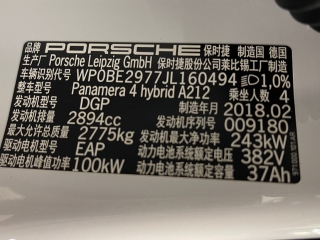 品牌 PORSCHE 保时捷 制造国 德国
生产厂 Porsche Leipzig GmbH 保时捷股份公司莱比锡工厂制造
车辆识别代号 WP0BE2977JL160494 1,0%
整车型号 Panamera 4 hybrid A212 乘坐人数 4
发动机型号 DGP 制造年月 2018.02
发动机排量 2894cc 发动机序号 009180
最大设计总质量 2775kg 发动机额定功率 243kW
驱动电机型号 EAP 动力电池系统额定电压 382V
驱动电机峰值功率 100kW 动力电池系统额定容量 37Ah